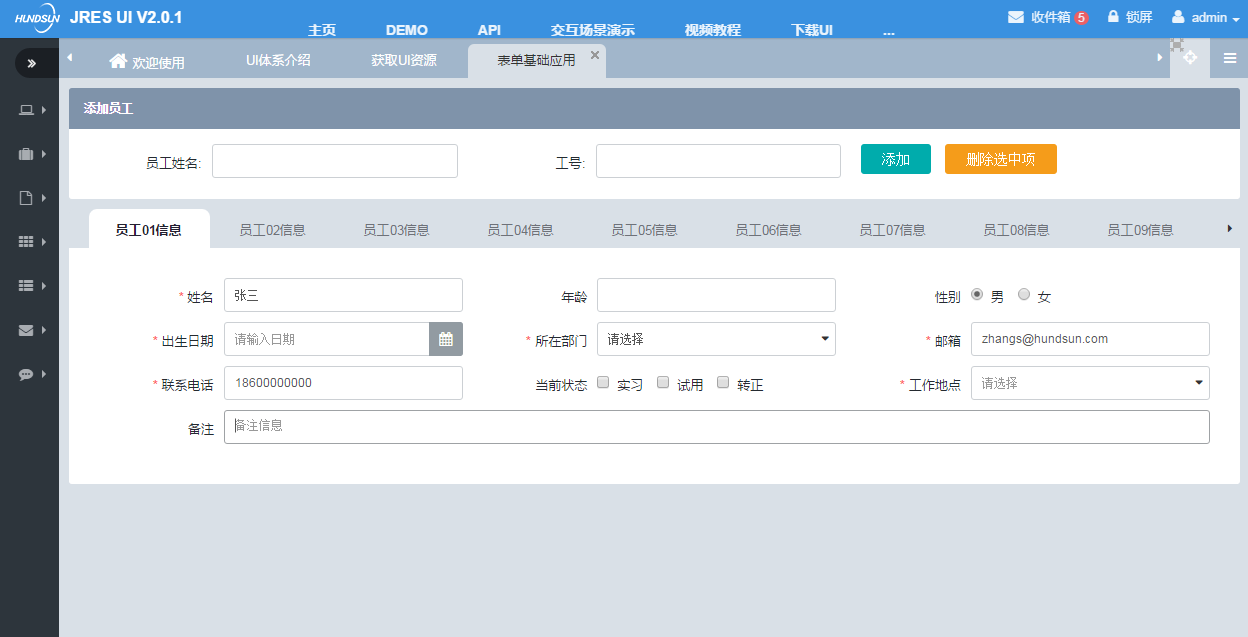 HUNDSUN JRES UI V2.0.1
主页 DEMO API 交互场景演示 视频教程 下载UI ...
收件箱 5 锁屏 admin
欢迎使用 UI体系介绍 获取UI资源 表单基础应用
添加员工
员工姓名: 工号: 添加 删除选中项
员工01信息 员工02信息 员工03信息 员工04信息 员工05信息 员工06信息 员工07信息 员工08信息 员工09信息
* 姓名 张三 年龄 性别 男 女
* 出生日期 请输入日期 * 所在部门 请选择 * 邮箱 zhangs@hundsun.com
* 联系电话 18600000000 当前状态 实习 试用 转正 * 工作地点 请选择
备注 备注信息